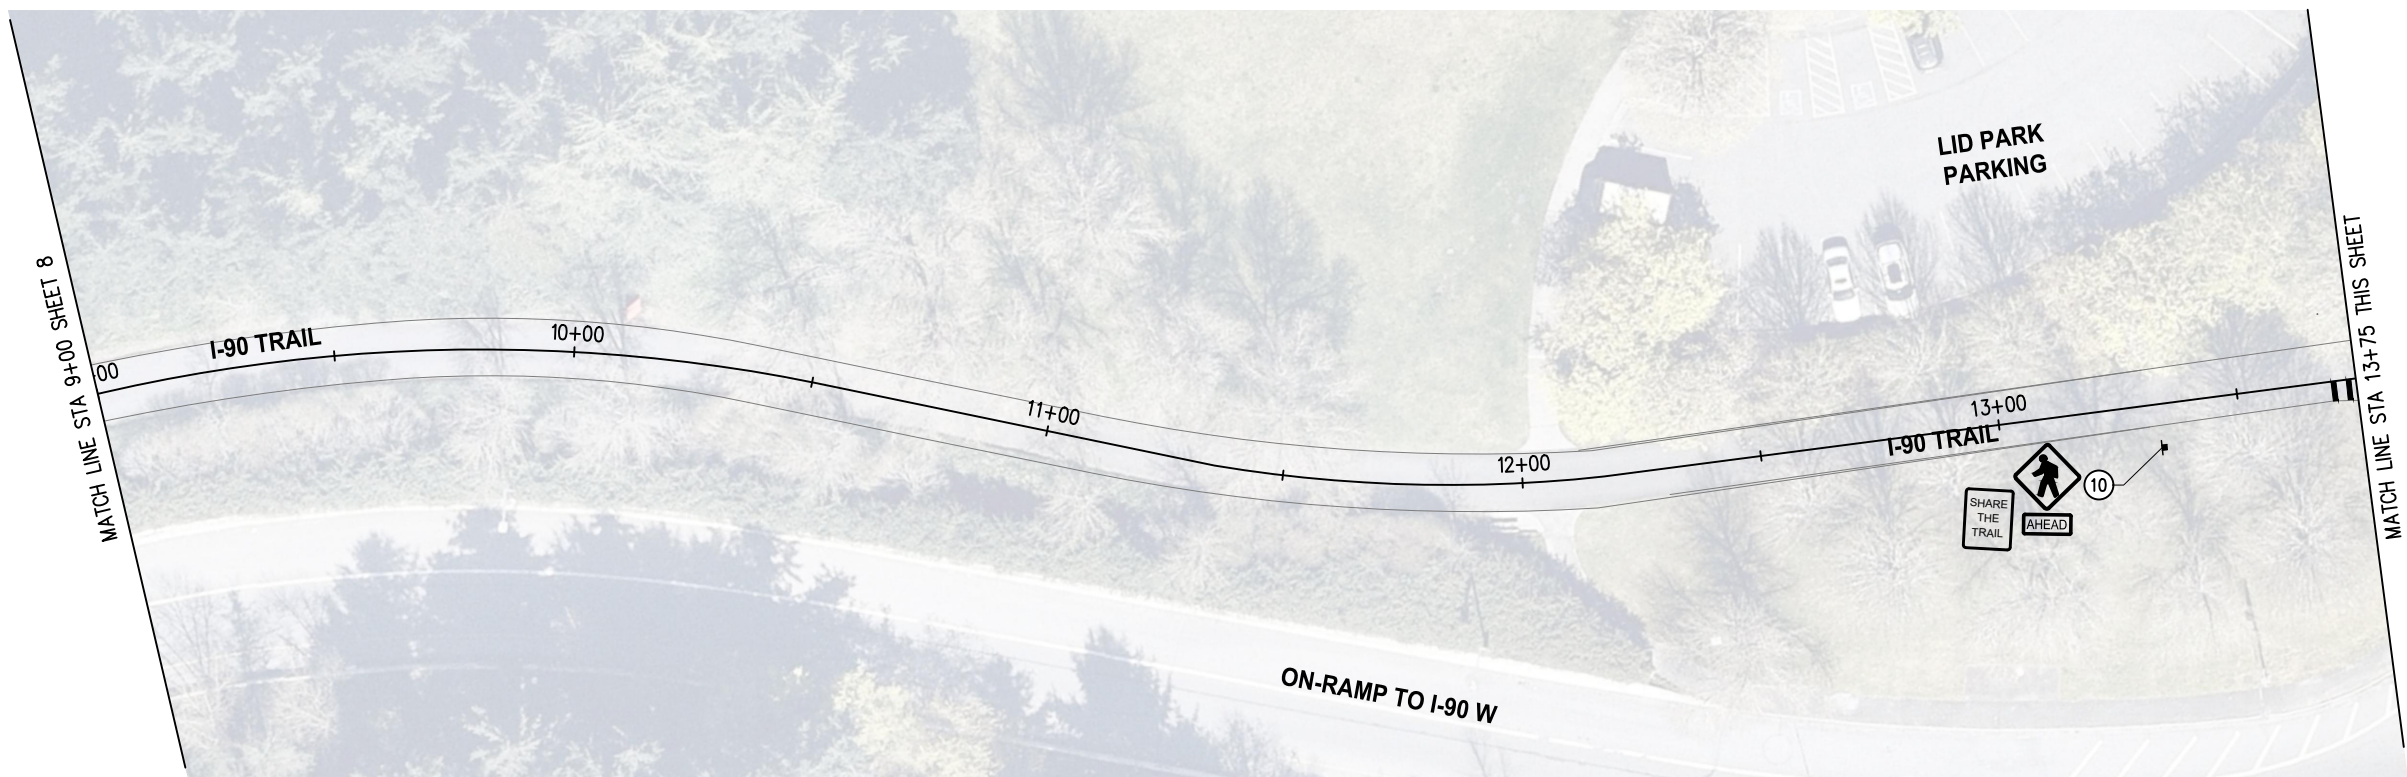 MATCH LINE STA 9+00 SHEET 8
00
I-90 TRAIL
10+00
11+00
12+00
13+00
I-90 TRAIL
LID PARK
PARKING
SHARE
THE
TRAIL
AHEAD
10
ON-RAMP TO I-90 W
MATCH LINE STA 13+75 THIS SHEET